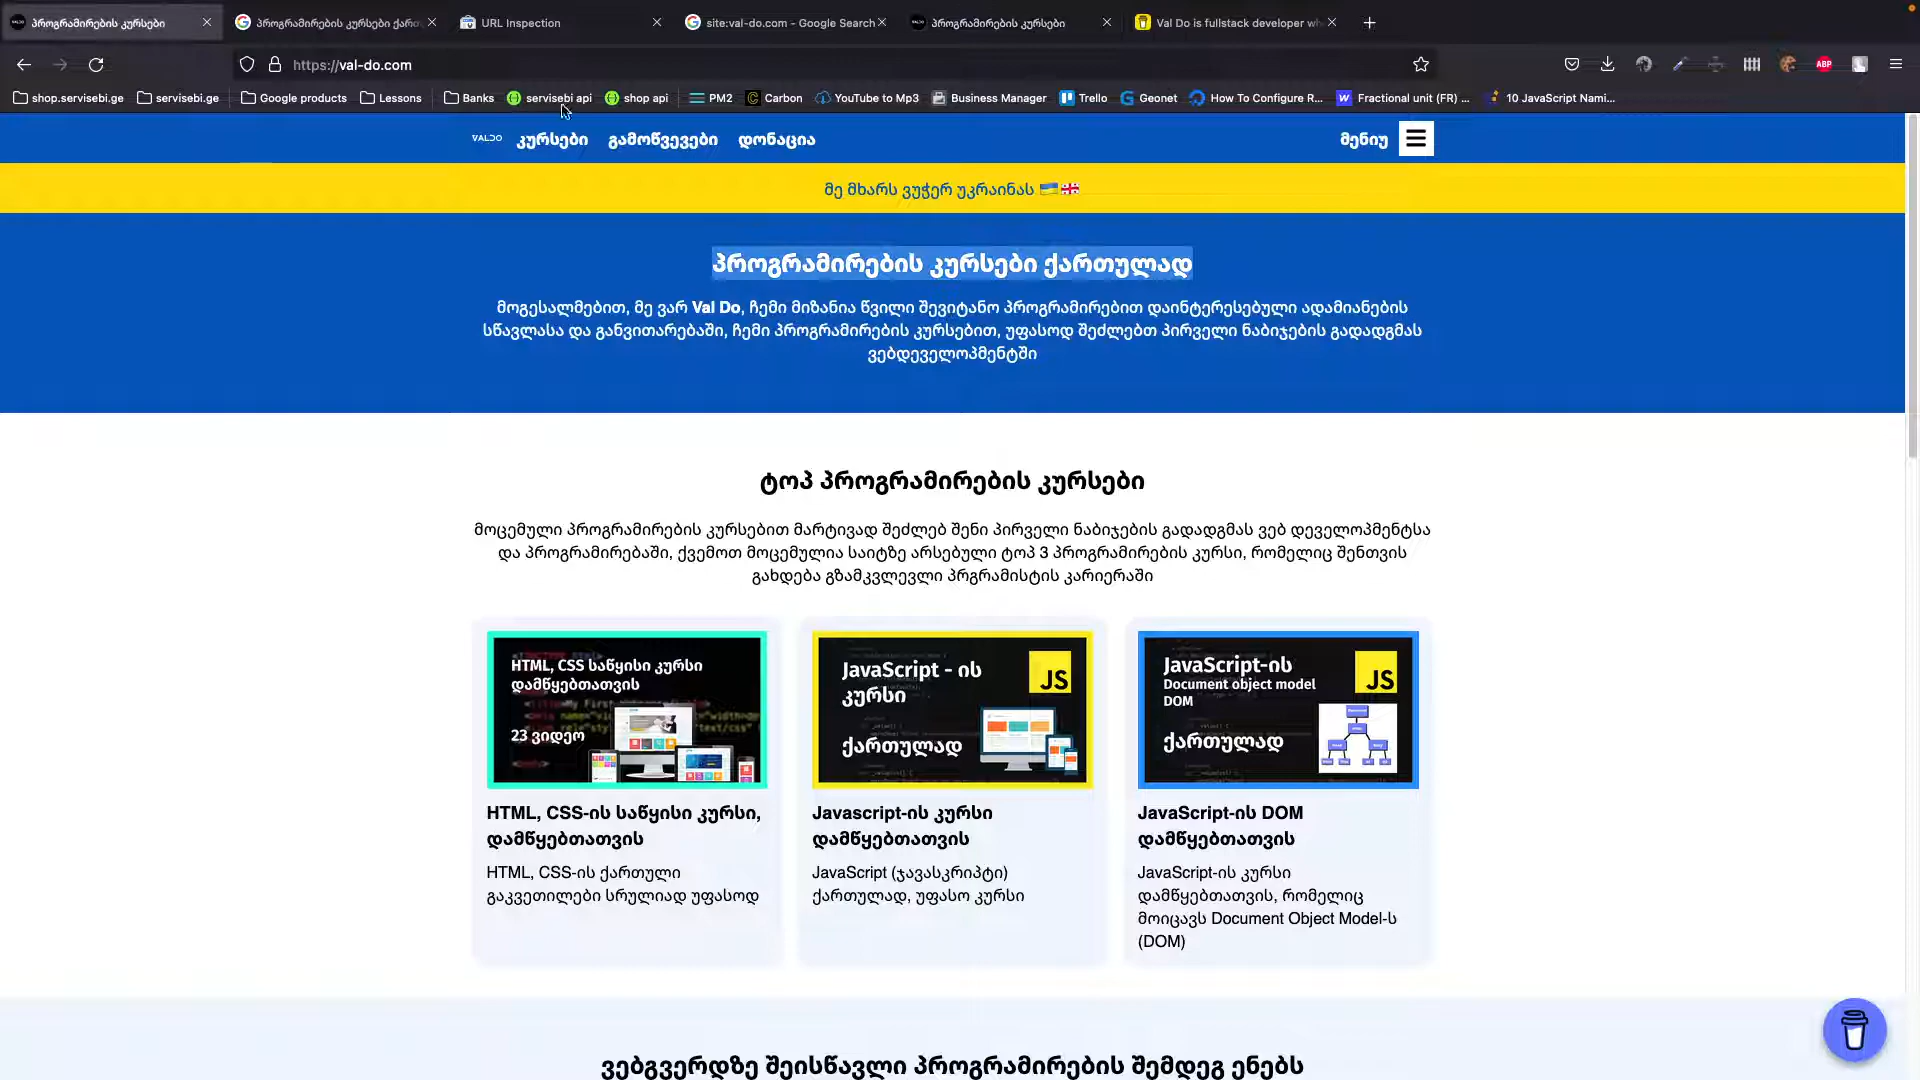 პროგრამირების კურსები
პროგრამირების კურსები ქართ
URL Inspection
site:val-do.com - Google Search
პროგრამირების კურსები
Val Do is fullstack developer wh
https://val-do.com
ABP
shop.servisebi.ge
servisebi.ge
Google products
Lessons
Banks
servisebi api
shop api
PM2
Carbon
YouTube to Mp3
Business Manager
Trello
Geonet
How To Configure R...
Fractional unit (FR) ...
10 JavaScript Nami...
VALDO კურსები გამოწვევები დონაცია მენიუ
მე მხარს ვუჭერ უკრაინას
პროგრამირების კურსები ქართულად
მოგესალმებით, მე ვარ Val Do, ჩემი მიზანია წვილი შევიტანო პროგრამირებით დაინტერესებული ადამიანების
სწავლასა და განვითარებაში, ჩემი პროგრამირების კურსებით, უფასოდ შეძლებთ პირველი ნაბიჯების გადადგმას
ვებდეველოპმენტში
ტოპ პროგრამირების კურსები
მოცემული პროგრამირების კურსებით მარტივად შეძლებ შენი პირველი ნაბიჯების გადადგმას ვებ დეველოპმენტსა
და პროგრამირებაში, ქვემოთ მოცემულია საიტზე არსებული ტოპ 3 პროგრამირების კურსი, რომელიც შენთვის
გახდება გზამკვლევლი პრგრამისტის კარიერაში
HTML, CSS საწყისი კურსი
დამწყებთათვის
23 ვიდეო
JavaScript - ის
კურსი
JS
ქართულად
JavaScript-ის
Document object model
DOM
JS
ქართულად
HTML, CSS-ის საწყისი კურსი,
დამწყებთათვის
HTML, CSS-ის ქართული
გაკვეთილები სრულიად უფასოდ
Javascript-ის კურსი
დამწყებთათვის
JavaScript (ჯავასკრიპტი)
ქართულად, უფასო კურსი
JavaScript-ის DOM
დამწყებთათვის
JavaScript-ის კურსი
დამწყებთათვის, რომელიც
მოიცავს Document Object Model-ს
(DOM)
ვებგვერდზე შეისწავლი პროგრამირების შემდეგ ენებს